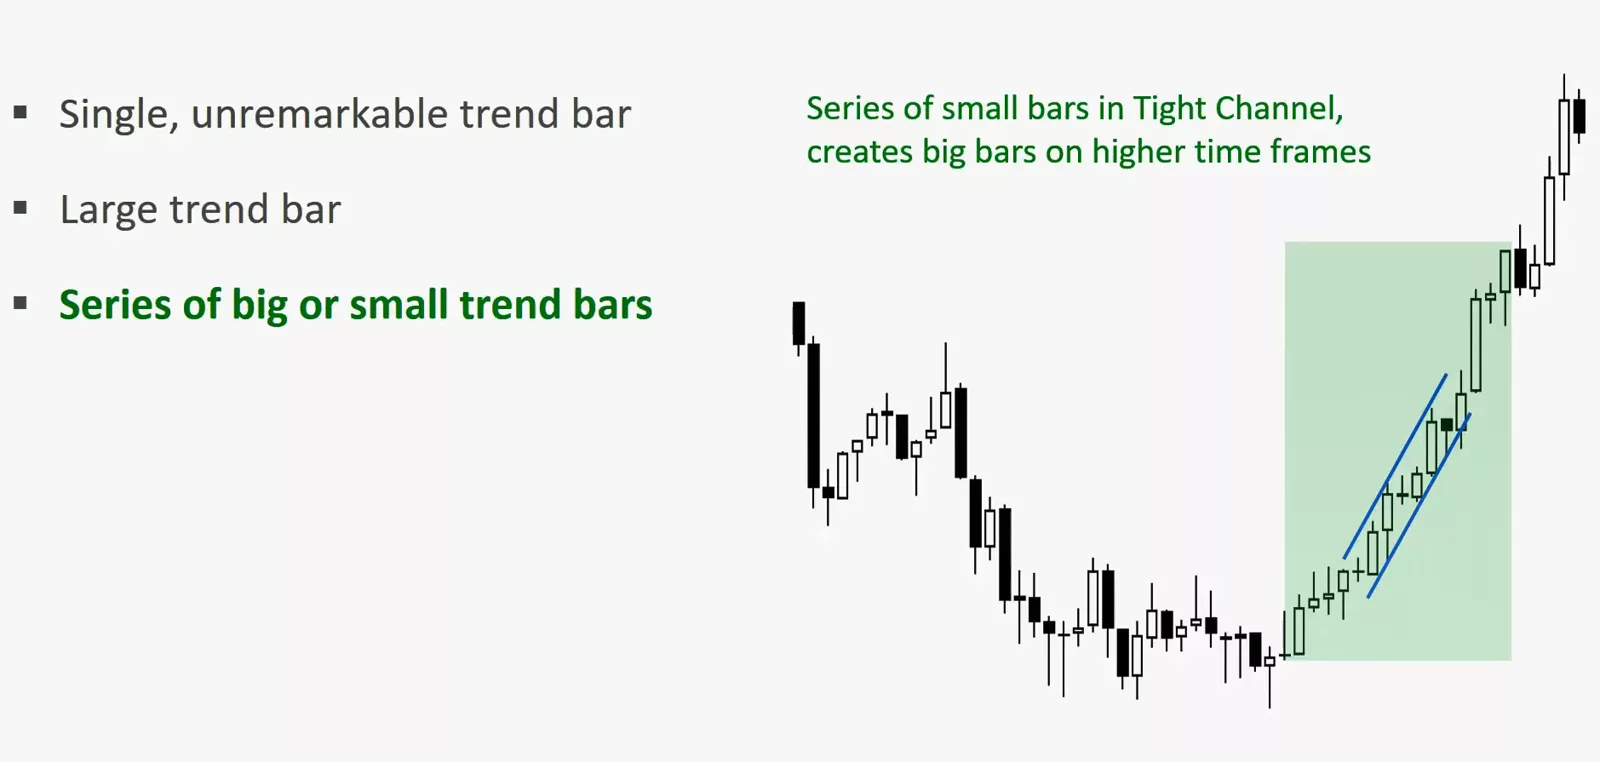 Single, unremarkable trend bar
Large trend bar
Series of big or small trend bars
Series of small bars in Tight Channel,
creates big bars on higher time frames